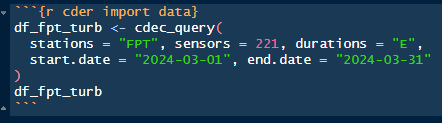 ```{r cder import data}
df_fpt_turb <- cdec_query(
  stations = "FPT", sensors = 221, durations = "E",
  start.date = "2024-03-01", end.date = "2024-03-31"
)
df_fpt_turb
```